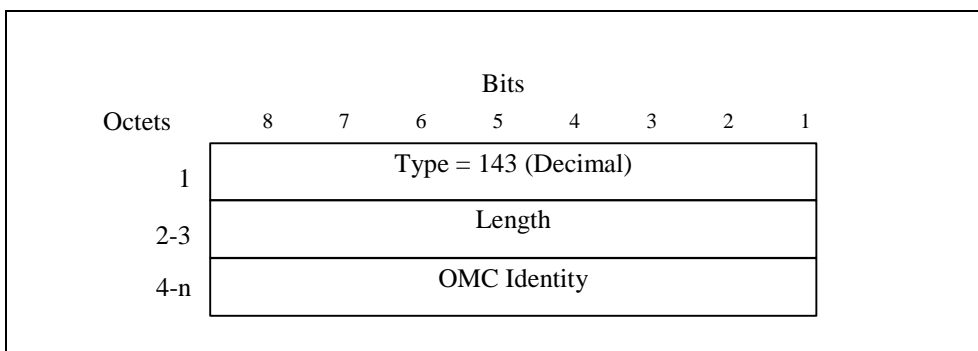 Bits
Octets 8 7 6 5 4 3 2 1
1 Type = 143 (Decimal)
2-3 Length
4-n OMC Identity